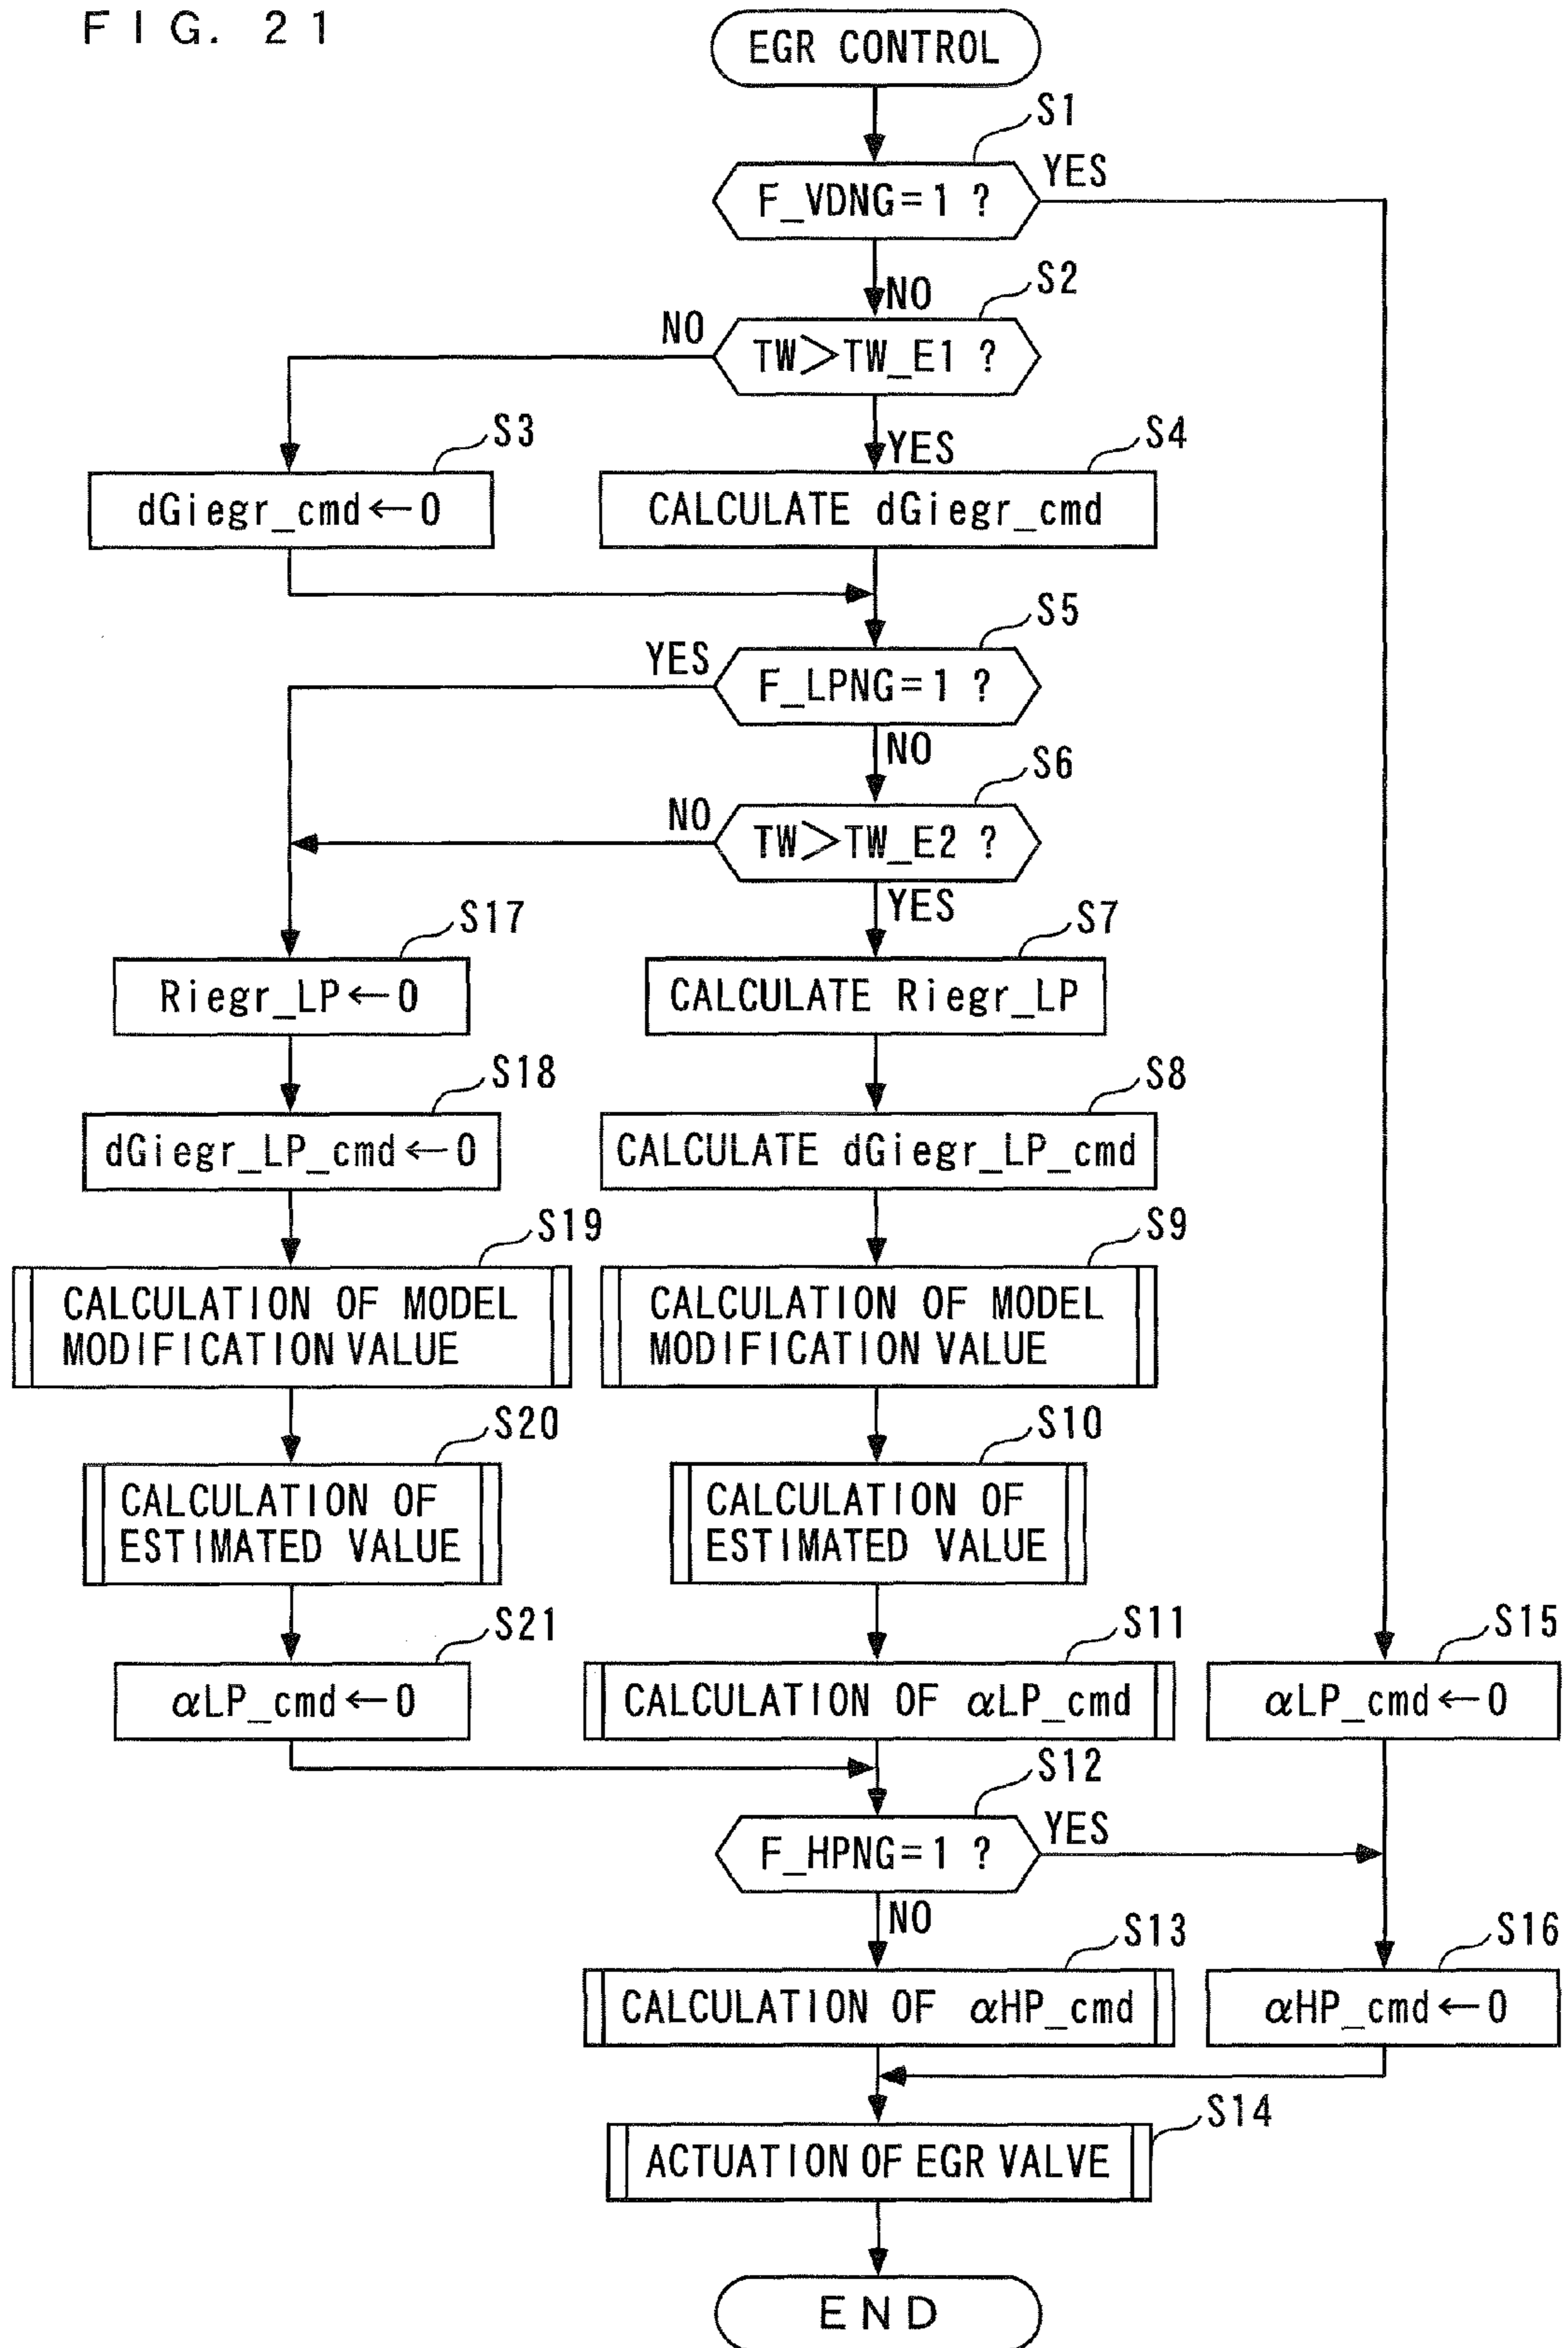 FIG. 21
EGR CONTROL
S1
F_VDNG=1 ?
YES
NO
S2
NO
TW>TW_E1 ?
YES
S3
dGiegr_cmd←0
S4
CALCULATE dGiegr_cmd
S5
YES
F_LPNG=1 ?
NO
S6
NO
TW>TW_E2 ?
YES
S17
Riegr_LP←0
S7
CALCULATE Riegr_LP
S18
dGiegr_LP_cmd←0
S8
CALCULATE dGiegr_LP_cmd
S19
CALCULATION OF MODEL
MODIFICATION VALUE
S9
CALCULATION OF MODEL
MODIFICATION VALUE
S20
CALCULATION OF
ESTIMATED VALUE
S10
CALCULATION OF
ESTIMATED VALUE
S21
αLP_cmd←0
S11
CALCULATION OF αLP_cmd
S15
αLP_cmd←0
S12
F_HPNG=1 ?
YES
NO
S13
CALCULATION OF αHP_cmd
S16
αHP_cmd←0
S14
ACTUATION OF EGR VALVE
END